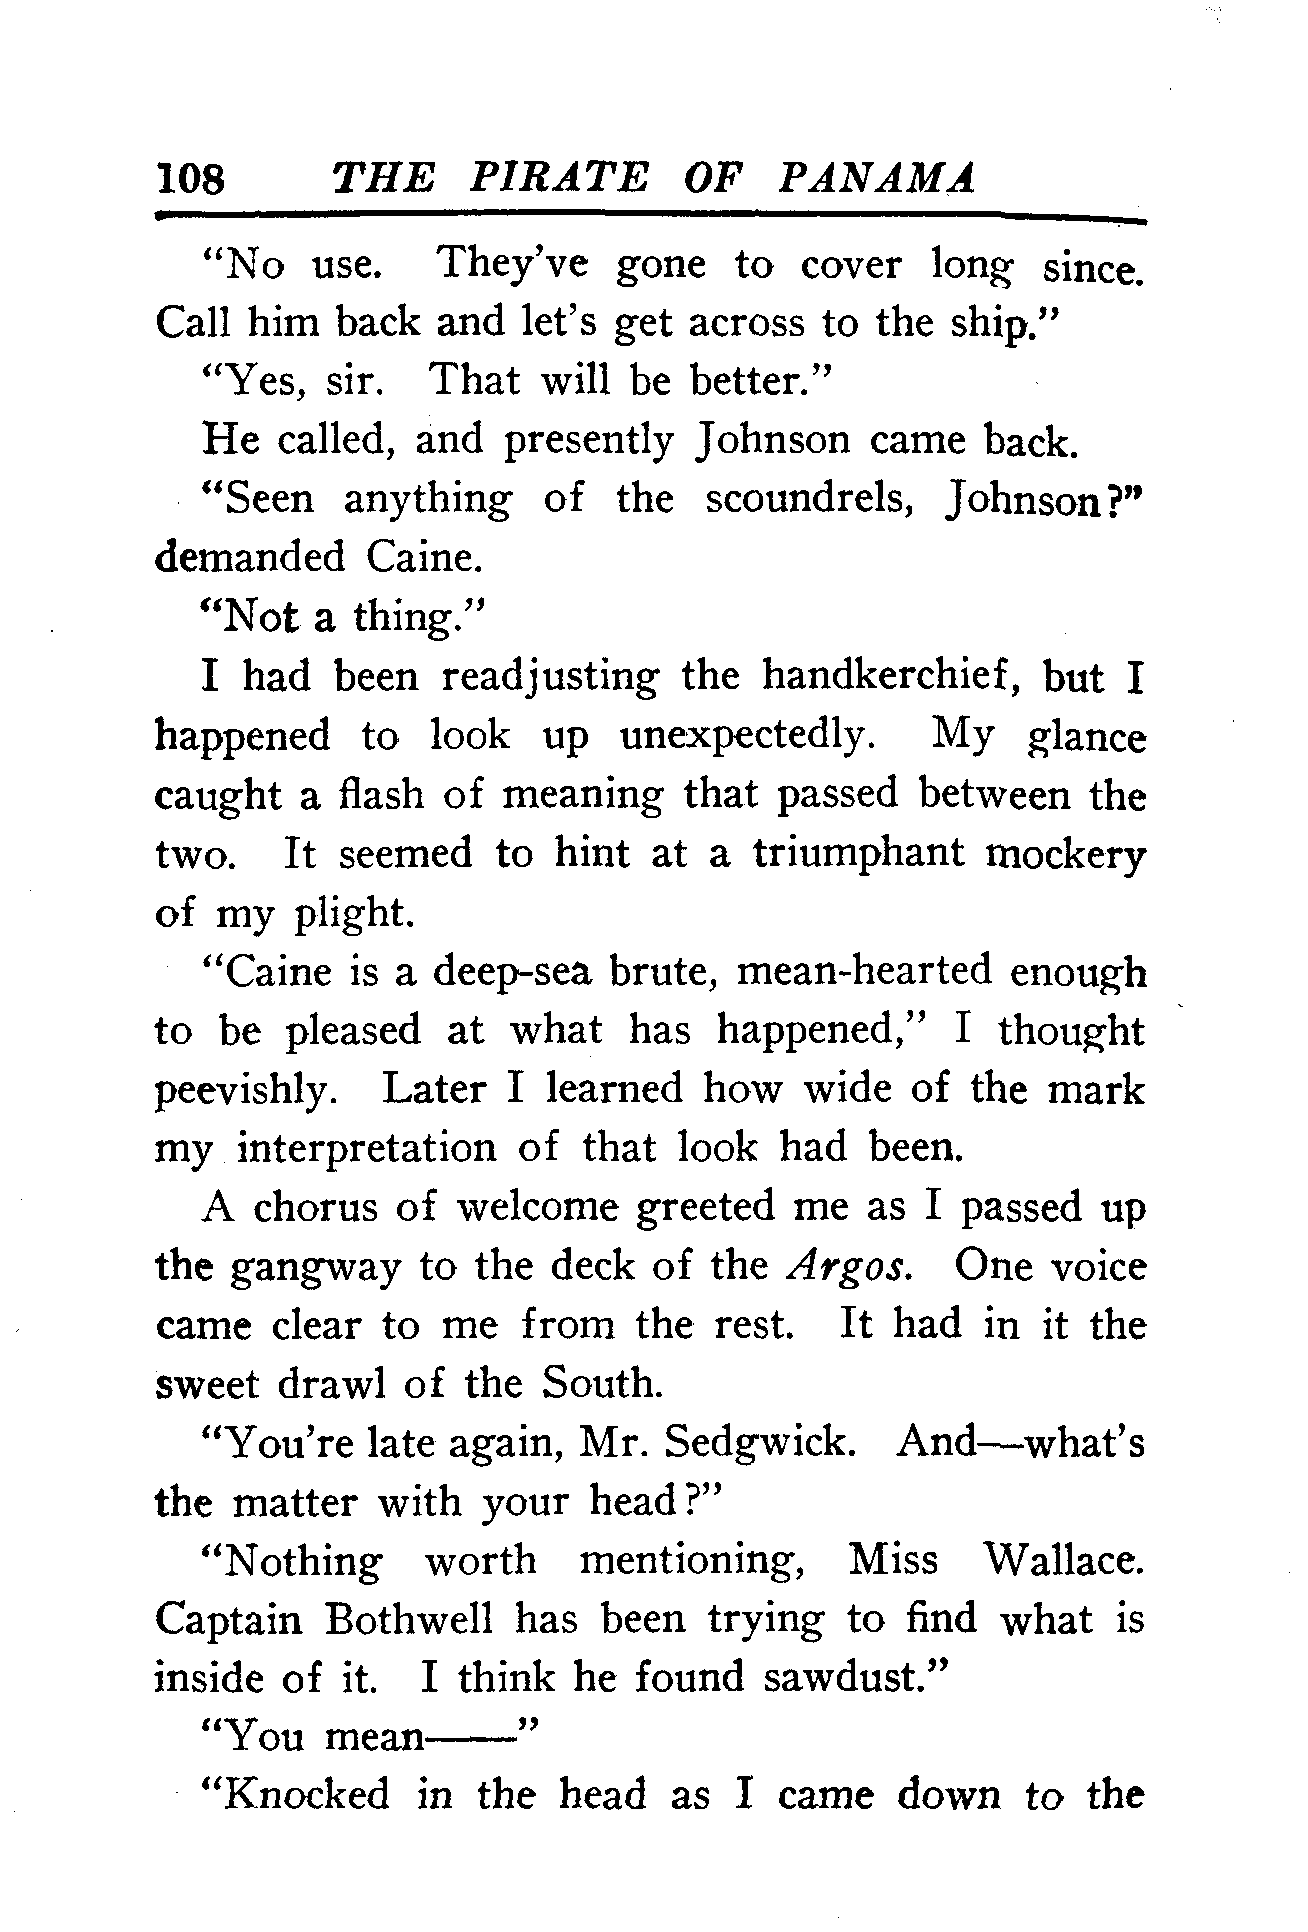 108 THE PIRATE OF PANAMA
“No use. They’ve gone to cover long since.
Call him back and let’s get across to the ship.”
“Yes, sir. That will be better.”
He called, and presently Johnson came back.
“Seen anything of the scoundrels, Johnson?”
demanded Caine.
“Not a thing.”
I had been readjusting the handkerchief, but I
happened to look up unexpectedly. My glance
caught a flash of meaning that passed between the
two. It seemed to hint at a triumphant mockery
of my plight.
“Caine is a deep-sea brute, mean-hearted enough
to be pleased at what has happened,” I thought
peevishly. Later I learned how wide of the mark
my interpretation of that look had been.
A chorus of welcome greeted me as I passed up
the gangway to the deck of the Argos. One voice
came clear to me from the rest. It had in it the
sweet drawl of the South.
“You’re late again, Mr. Sedgwick. And—what’s
the matter with your head?”
“Nothing worth mentioning, Miss Wallace.
Captain Bothwell has been trying to find what is
inside of it. I think he found sawdust.”
“You mean——”
“Knocked in the head as I came down to the